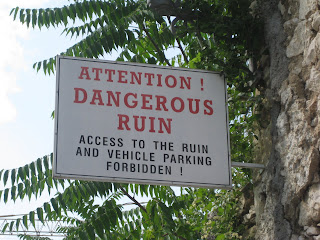 ATTENTION !
DANGEROUS
RUIN
ACCESS TO THE RUIN
AND VEHICLE PARKING
FORBIDDEN !